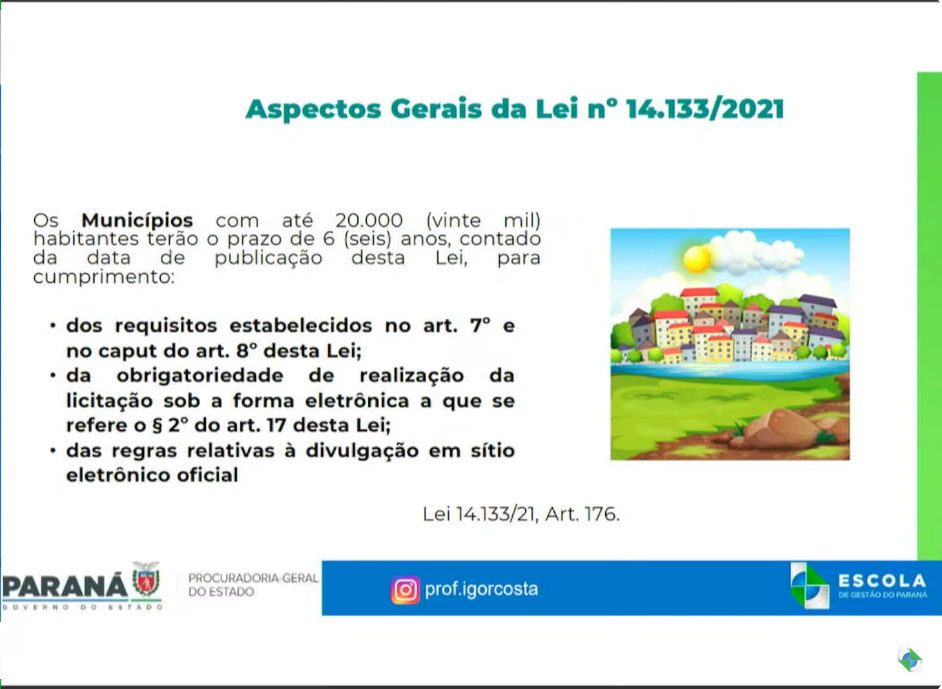 Aspectos Gerais da Lei nº 14.133/2021
Os Municípios com até 20.000 (vinte mil)
habitantes terão o prazo de 6 (seis) anos, contado
da data de publicação desta Lei, para
cumprimento:
• dos requisitos estabelecidos no art. 7º e
no caput do art. 8º desta Lei;
• da obrigatoriedade de realização da
licitação sob a forma eletrônica a que se
refere o § 2º do art. 17 desta Lei;
• das regras relativas à divulgação em sítio
eletrônico oficial
Lei 14.133/21, Art. 176.
PARANÁ
GOVERNO DO ESTADO
PROCURADORIA-GERAL
DO ESTADO
prof.igorcosta
ESCOLA
DE GESTÃO DO PARANÁ